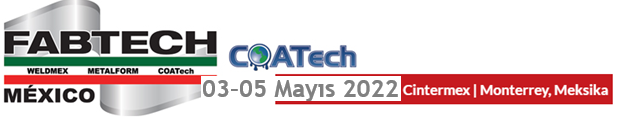 FABTECH
WELDMEX METALFORM COATech
MÉXICO
COATech
03-05 Mayıs 2022
Cintermex | Monterrey, Meksika